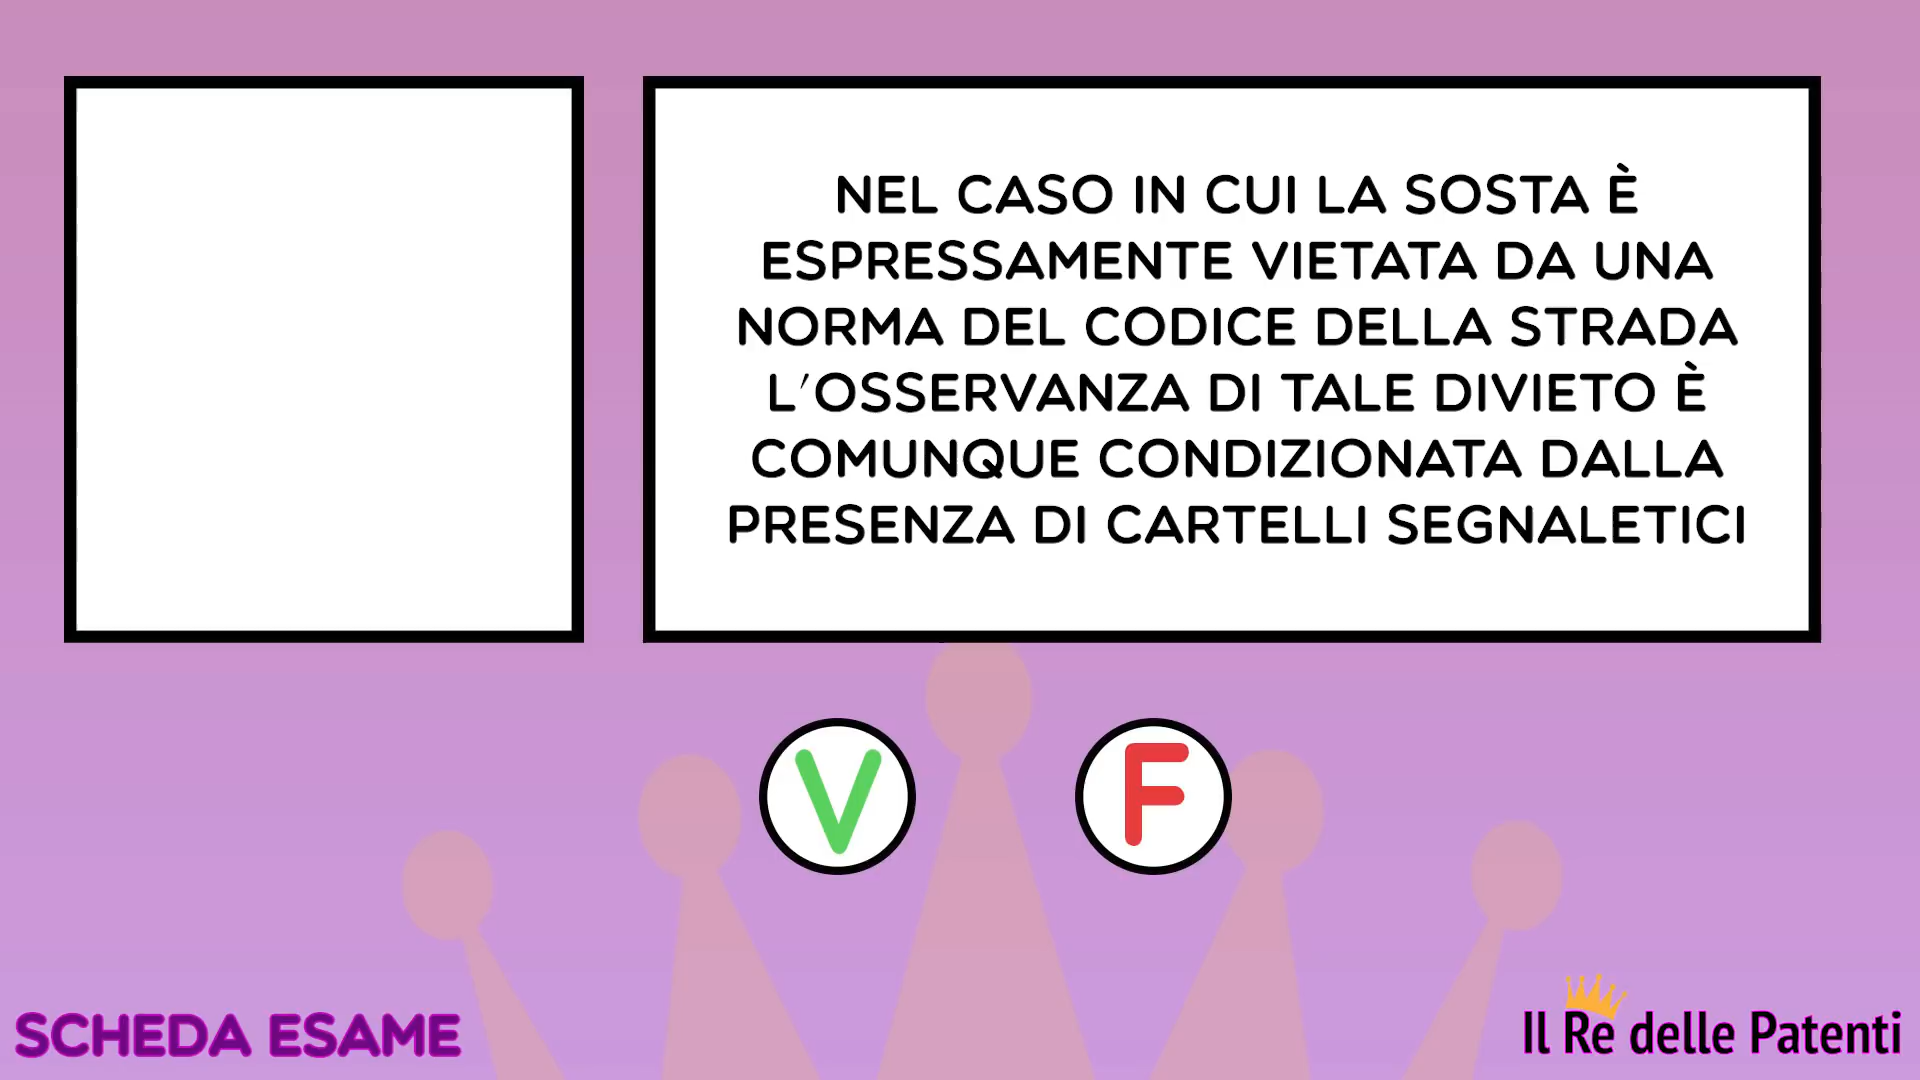 NEL CASO IN CUI LA SOSTA È
ESPRESSAMENTE VIETATA DA UNA
NORMA DEL CODICE DELLA STRADA
L'OSSERVANZA DI TALE DIVIETO È
COMUNQUE CONDIZIONATA DALLA
PRESENZA DI CARTELLI SEGNALETICI
V F
SCHEDA ESAME
Il Re delle Patenti